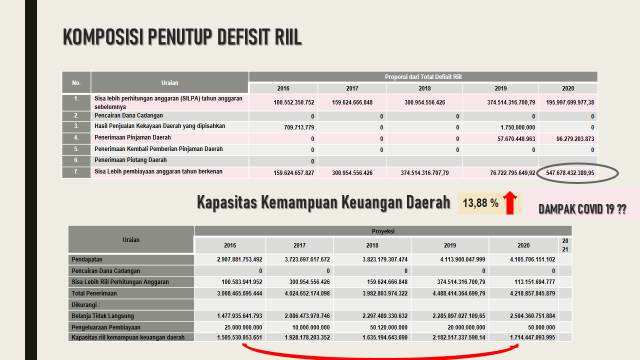 KOMPOSISI PENUTUP DEFISIT RIIL
No. Uraian Proporsi dari Total Defisit Riil
2016 2017 2018 2019 2020
1. Sisa lebih perhitungan anggaran (SILPA) tahun anggaran sebelumnya 100.552.350.752 159.624.666.848 300.954.556.426 374.514.316.700,79 195.997.699.977,38
2. Pencairan Dana Cadangan 0 0 0 0 0
3. Hasil Penjualan Kekayaan Daerah yang dipisahkan 709.713.779 0 0 1.750.000.000 0
4. Penerimaan Pinjaman Daerah 0 0 0 57.670.440.963 96.279.203.873
5. Penerimaan Kembali Pemberian Pinjaman Daerah 0 0 0 0 0
6. Penerimaan Piutang Daerah 0
7. Sisa Lebih pembiayaan anggaran tahun berkenan 159.624.657.827 300.954.556.426 374.514.316.707,79 76.722.795.649,92 547.678.432.389,95
Kapasitas Kemampuan Keuangan Daerah 13,88 %
DAMPAK COVID 19 ??
Uraian Proyeksi
2016 2017 2018 2019 2020 20 21
Pendapatan 2.907.881.753.492 3.723.697.617.672 3.823.179.307.474 4.113.900.047.999 4.105.706.151.102
Pencairan Dana Cadangan 0 0 0 0 0
Sisa Lebih Riil Perhitungan Anggaran 100.583.941.952 300.954.556.426 159.624.666.848 374.514.316.700,79 113.151.694.777
Total Penerimaan 3.008.465.695.444 4.024.652.174.098 3.982.803.974.322 4.488.414.364.699,79 4.218.857.845.879
Dikurangi :
Belanja Tidak Langsung 1.477.935.641.793 2.086.473.970.746 2.297.489.330.632 2.285.897.027.109,65 2.504.360.751.884
Pengeluaraan Pembiayaan 25.000.000.000 10.000.000.000 50.120.000.000 20.000.000.000 50.000.000
Kapasitas riil kemampuan keuangan daerah 1.505.530.053.651 1.928.178.203.352 1.635.194.643.690 2.182.517.337.590,14 1.714.447.093.995